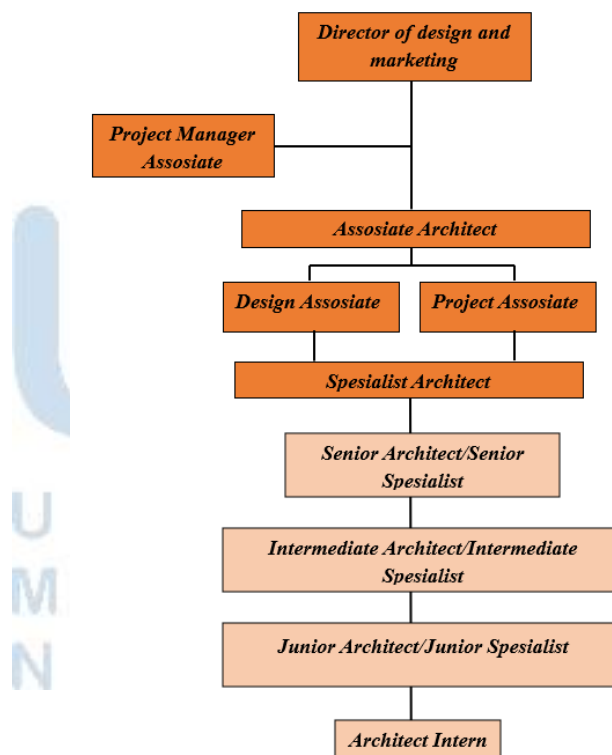 Director of design and
marketing
Project Manager
Assosiate
Assosiate Architect
Design Assosiate
Project Assosiate
Spesialist Architect
Senior Architect/Senior
Spesialist
Intermediate Architect/Intermediate
Spesialist
Junior Architect/Junior Spesialist
Architect Intern
U
M
N